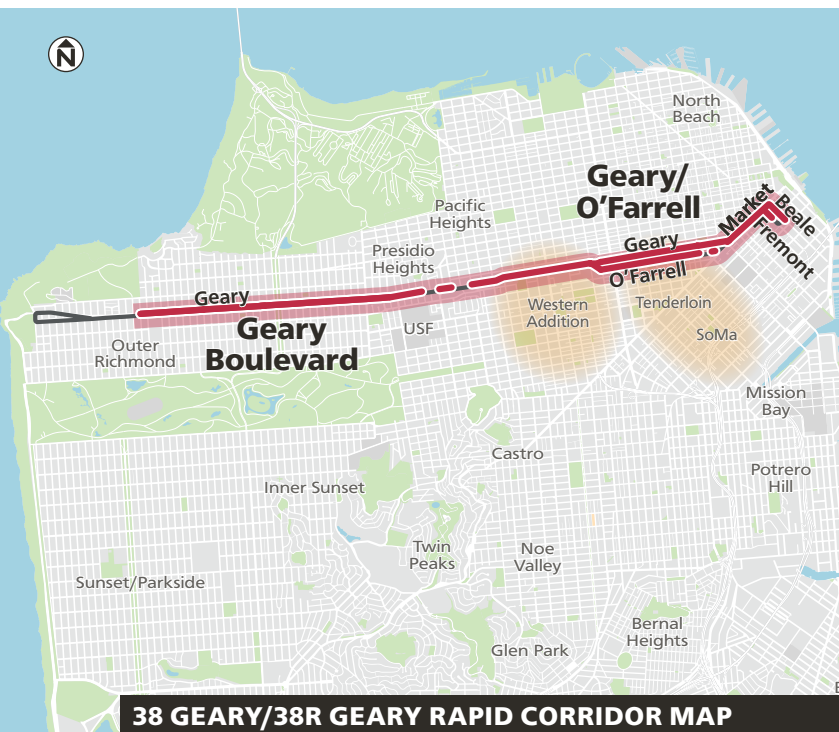 N
North
Beach
Geary/
O'Farrell
Pacific
Heights
Market
Beale
Fremont
Geary
O'Farrell
Presidio
Heights
Geary
Geary
Boulevard
Western
Addition
Tenderloin
SoMa
USF
Outer
Richmond
Mission
Bay
Castro
Potrero
Hill
Inner Sunset
Twin
Peaks
Noe
Valley
Sunset/Parkside
Bernal
Heights
Glen Park
38 GEARY/38R GEARY RAPID CORRIDOR MAP